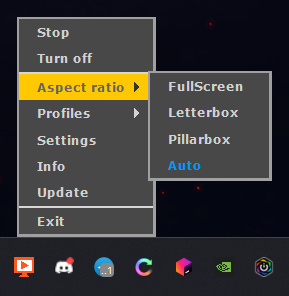 Stop
Turn off
Aspect ratio
Profiles
Settings
Info
Update
Exit
FullScreen
Letterbox
Pillarbox
Auto